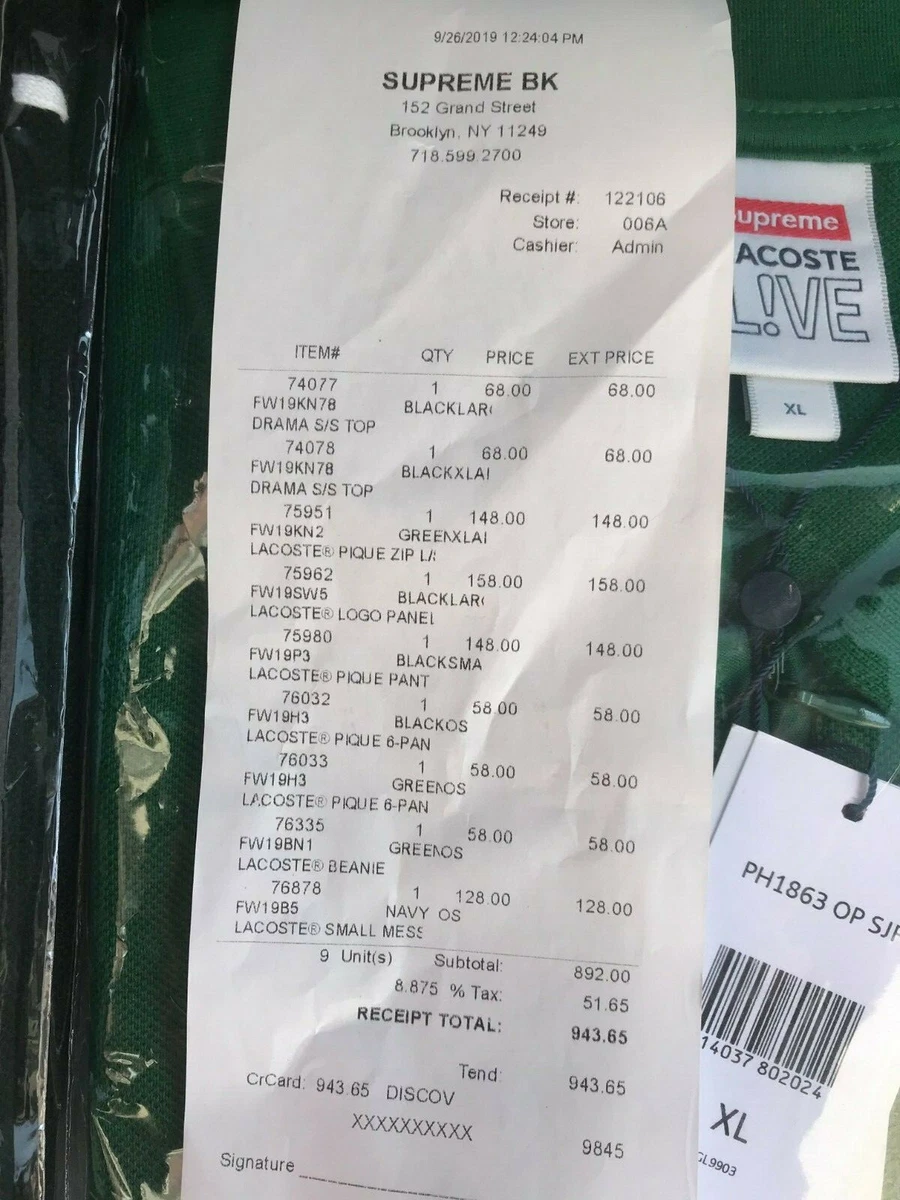 9/26/2019 12:24:04 PM
SUPREME BK
152 Grand Street
Brooklyn, NY 11249
718.599.2700
Receipt #: 122106
Store: 006A
Cashier: Admin
ITEM# QTY PRICE EXT PRICE
74077 1 68.00 68.00
FW19KN78 BLACKLAR
DRAMA S/S TOP
74078 1 68.00 68.00
FW19KN78 BLACKXLAI
DRAMA S/S TOP
75951 1 148.00 148.00
FW19KN2 GREENXLAI
LACOSTE® PIQUE ZIP LA
75962 1 158.00 158.00
FW19SW5 BLACKLAR
LACOSTE® LOGO PANEL
75980 1 148.00 148.00
FW19P3 BLACKSMA
LACOSTE® PIQUE PANT
76032 1 58.00 58.00
FW19H3 BLACKOS
LACOSTE® PIQUE 6-PAN
76033 1 58.00 58.00
FW19H3 GREENOS
LACOSTE® PIQUE 6-PAN
76335 1 58.00 58.00
FW19BN1 GREENOS
LACOSTE® BEANIE
76878 1 128.00 128.00
FW19B5 NAVY OS
LACOSTE® SMALL MESS
9 Unit(s) Subtotal: 892.00
8.875 % Tax: 51.65
RECEIPT TOTAL: 943.65
Tend: 943.65
CrCard: 943.65 DISCOV
XXXXXXXXXX 9845
Signature
upreme
ACOSTE
L!VE
XL
PH1863 OP SJF
14037 802024
XL
GL9903